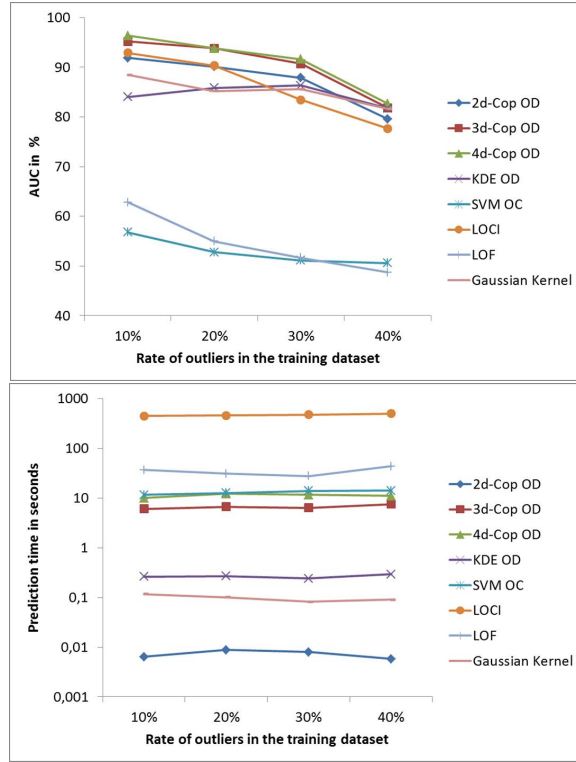 100
90
80
70
60
50
40
AUC in %
10% 20% 30% 40%
Rate of outliers in the training dataset
2d-Cop OD
3d-Cop OD
4d-Cop OD
KDE OD
SVM OC
LOCI
LOF
Gaussian Kernel
1000
100
10
1
0,1
0,01
0,001
Prediction time in seconds
10% 20% 30% 40%
Rate of outliers in the training dataset
2d-Cop OD
3d-Cop OD
4d-Cop OD
KDE OD
SVM OC
LOCI
LOF
Gaussian Kernel